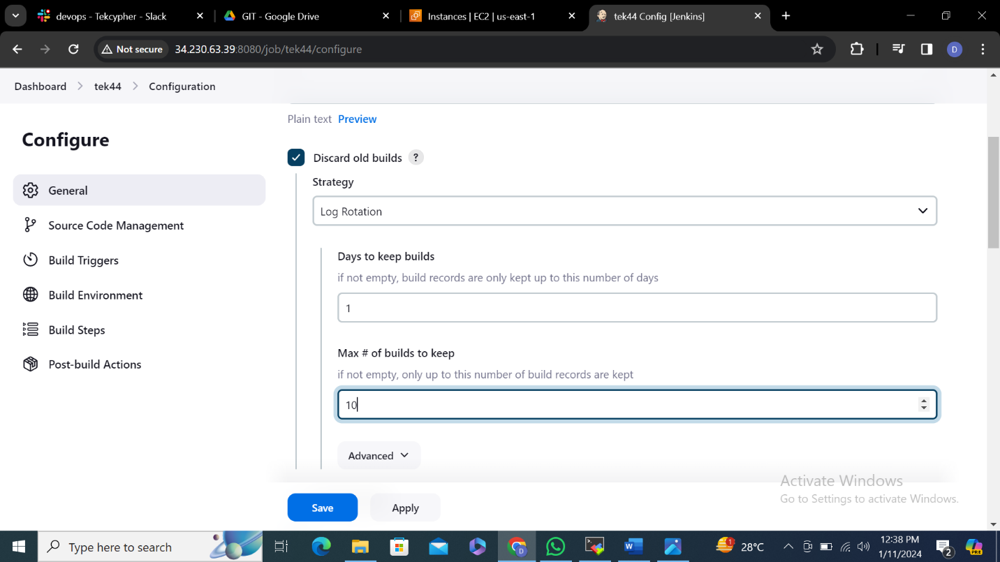 devops - Tekcypher - Slack
GIT - Google Drive
Instances | EC2 | us-east-1
tek44 Config [Jenkins]
Not secure
34.230.63.39:8080/job/tek44/configure
D
Dashboard
tek44
Configuration
Plain text Preview
Configure
Discard old builds ?
Strategy
General
Log Rotation
Source Code Management
Days to keep builds
Build Triggers
if not empty, build records are only kept up to this number of days
Build Environment
1
Build Steps
Max # of builds to keep
Post-build Actions
if not empty, only up to this number of build records are kept
10
Advanced
Activate Windows
Go to Settings to activate Windows.
Save
Apply
Type here to search
D
W
1
28°C
12:38 PM
1/11/2024
2
PRE